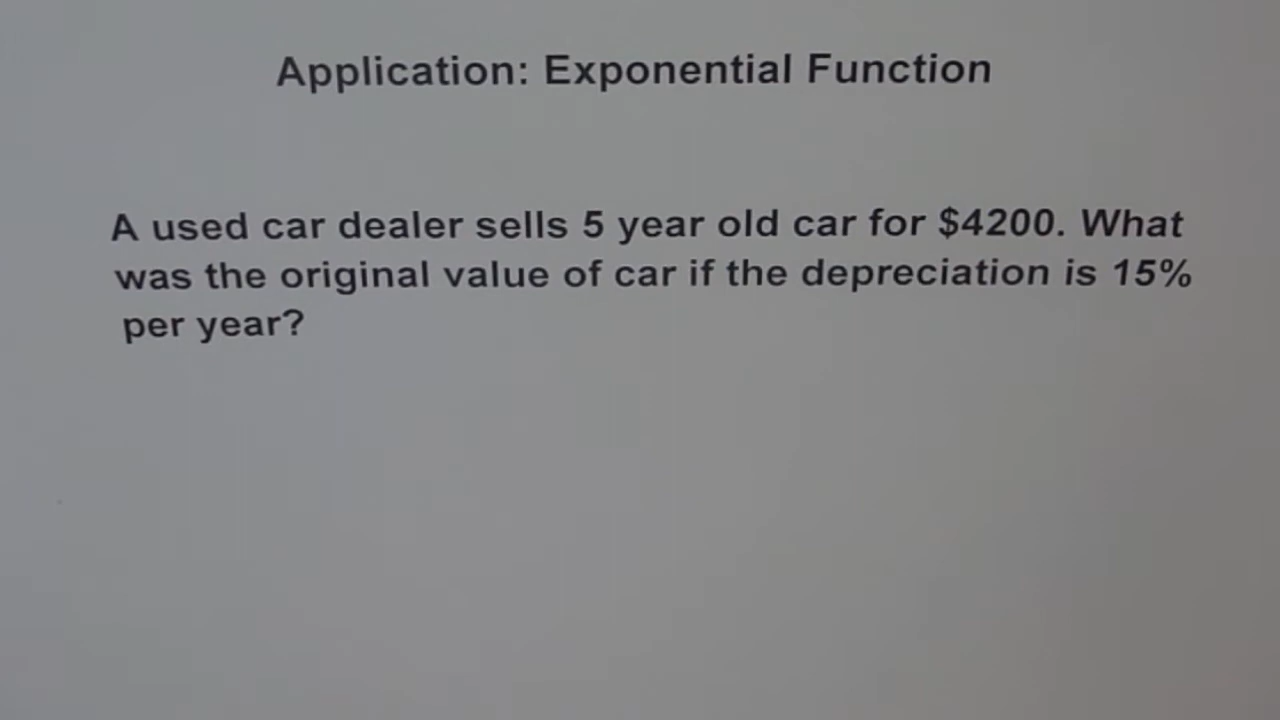 Application: Exponential Function
A used car dealer sells 5 year old car for $4200. What
was the original value of car if the depreciation is 15%
per year?